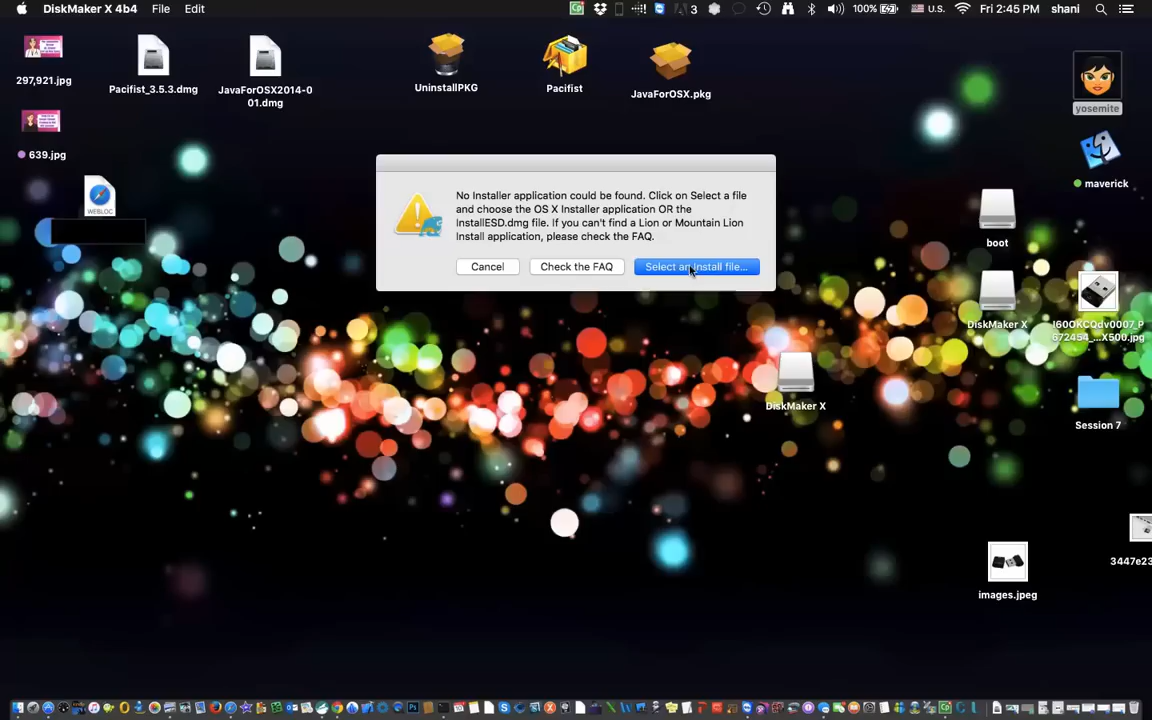 DiskMaker X 4b4 File Edit
3 100% U.S. Fri 2:45 PM shani
297,921.jpg
Pacifist_3.5.3.dmg
JavaForOSX2014-0
01.dmg
UninstallPKG
Pacifist
JavaForOSX.pkg
yosemite
639.jpg
WEBLOC
maverick
No Installer application could be found. Click on Select a file
and choose the OS X Installer application OR the
InstallESD.dmg file. If you can't find a Lion or Mountain Lion
Install application, please check the FAQ.
Cancel
Check the FAQ
Select an Install file...
boot
DiskMaker X
672454_...X500.jpg
DiskMaker X
Session 7
3447e23
images.jpeg